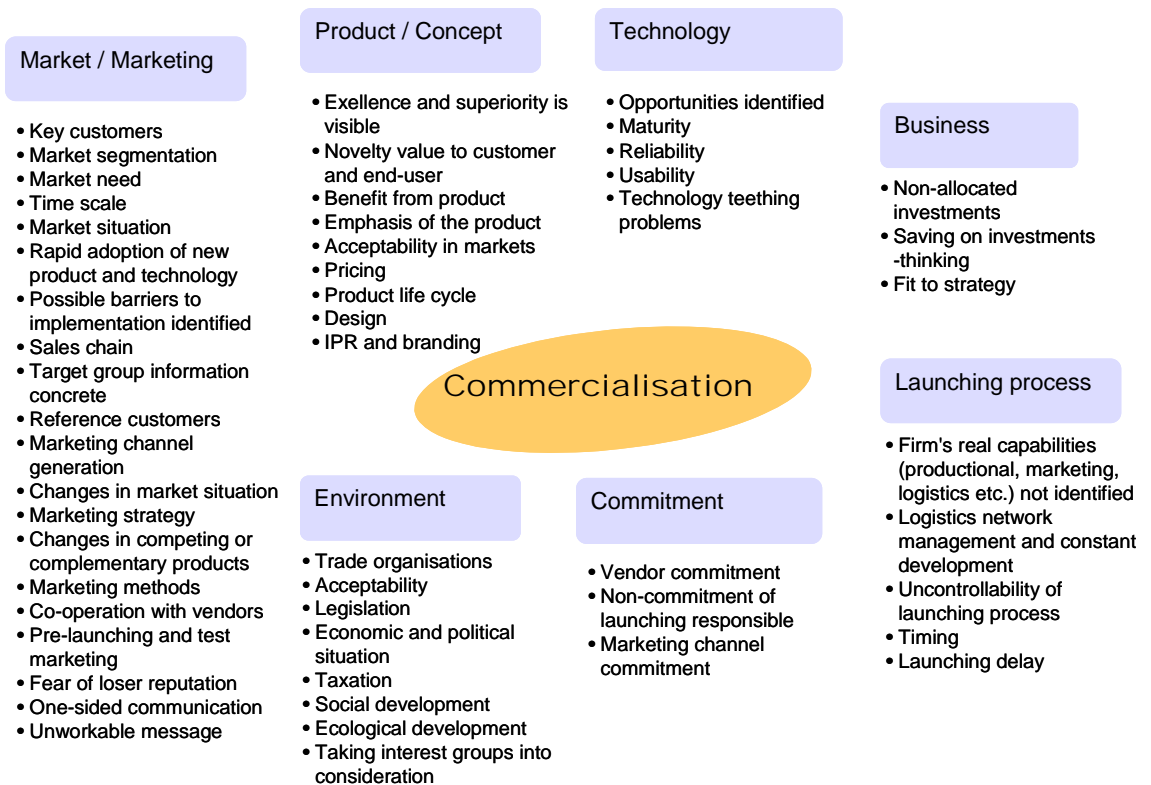 Market / Marketing
• Key customers
• Market segmentation
• Market need
• Time scale
• Market situation
• Rapid adoption of new
product and technology
• Possible barriers to
implementation identified
• Sales chain
• Target group information
concrete
• Reference customers
• Marketing channel
generation
• Changes in market situation
• Marketing strategy
• Changes in competing or
complementary products
• Marketing methods
• Co-operation with vendors
• Pre-launching and test
marketing
• Fear of loser reputation
• One-sided communication
• Unworkable message
Product / Concept
• Exellence and superiority is
visible
• Novelty value to customer
and end-user
• Benefit from product
• Emphasis of the product
• Acceptability in markets
• Pricing
• Product life cycle
• Design
• IPR and branding
Technology
• Opportunities identified
• Maturity
• Reliability
• Usability
• Technology teething
problems
Business
• Non-allocated
investments
• Saving on investments
-thinking
• Fit to strategy
Commercialisation
Environment
• Trade organisations
• Acceptability
• Legislation
• Economic and political
situation
• Taxation
• Social development
• Ecological development
• Taking interest groups into
consideration
Commitment
• Vendor commitment
• Non-commitment of
launching responsible
• Marketing channel
commitment
Launching process
• Firm's real capabilities
(productional, marketing,
logistics etc.) not identified
• Logistics network
management and constant
development
• Uncontrollability of
launching process
• Timing
• Launching delay